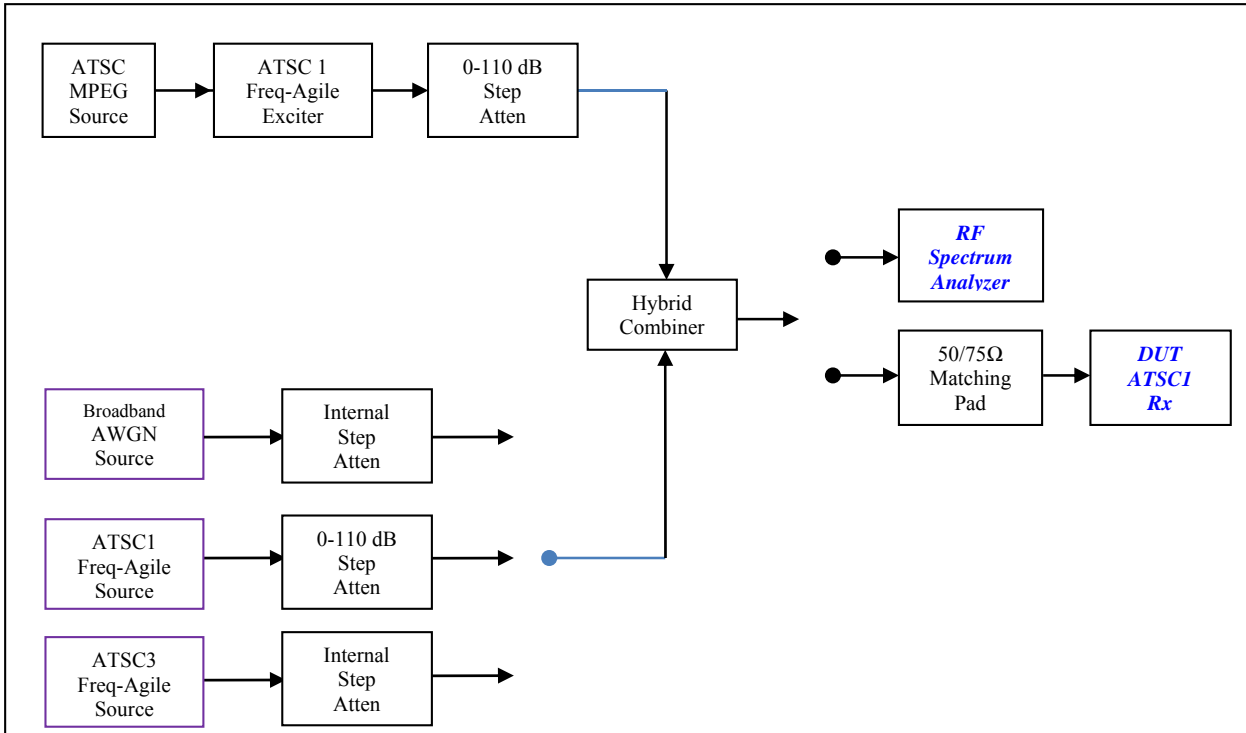 ATSC
MPEG
Source
ATSC 1
Freq-Agile
Exciter
0-110 dB
Step
Atten
RF
Spectrum
Analyzer
Hybrid
Combiner
50/75Ω
Matching
Pad
DUT
ATSC1
Rx
Broadband
AWGN
Source
Internal
Step
Atten
ATSC1
Freq-Agile
Source
0-110 dB
Step
Atten
ATSC3
Freq-Agile
Source
Internal
Step
Atten